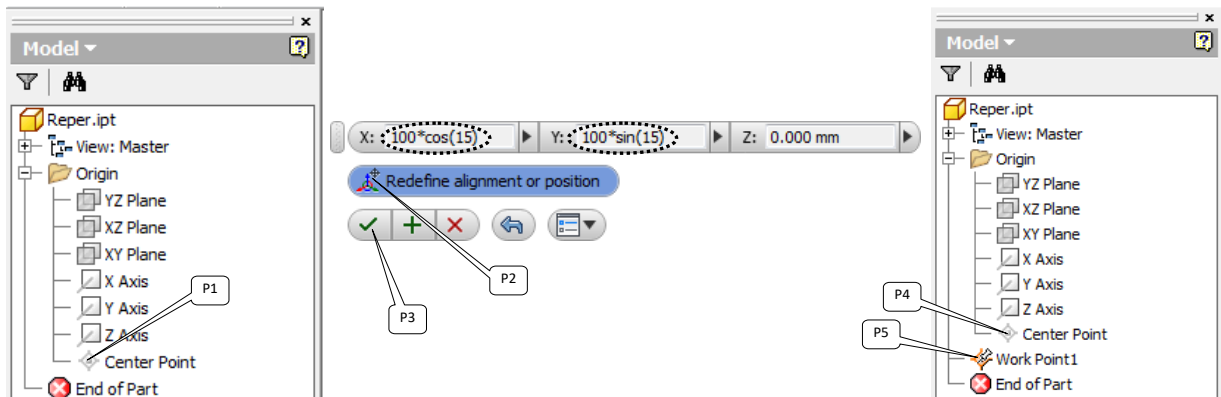 Model
Reper.ipt
View: Master
Origin
YZ Plane
XZ Plane
XY Plane
X Axis
Y Axis
Z Axis
Center Point
End of Part
P1
X: 100*cos(15) Y: 100*sin(15) Z: 0.000 mm
Redefine alignment or position
P2
P3
Model
Reper.ipt
View: Master
Origin
YZ Plane
XZ Plane
XY Plane
X Axis
Y Axis
Z Axis
Center Point
Work Point1
End of Part
P4
P5